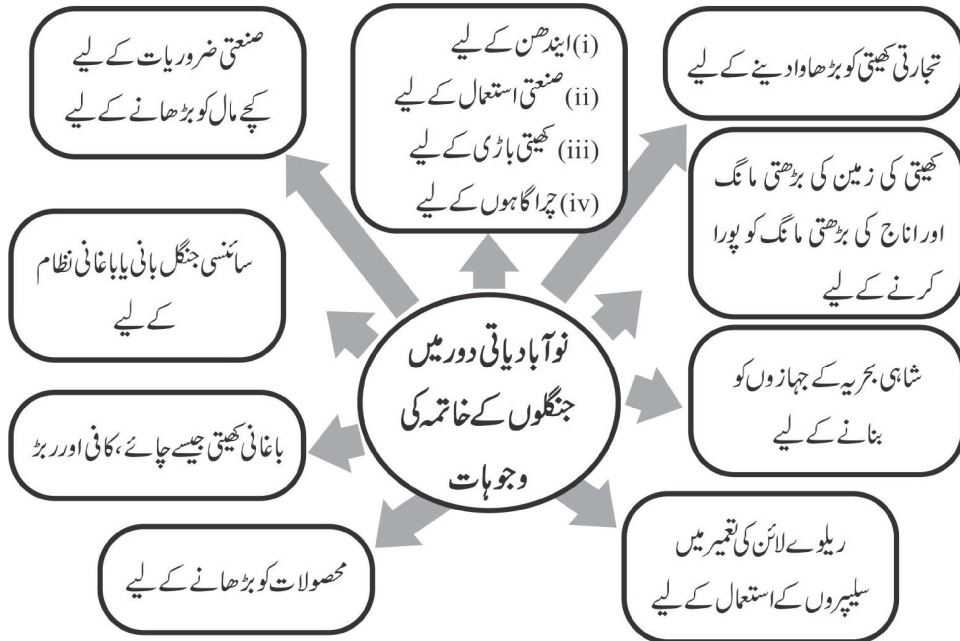 (i) ایندھن کے لیے
(ii) صنعتی استعمال کے لیے
(iii) کھیتی باڑی کے لیے
(iv) چراگاہوں کے لیے
تجارتی کھیتی کو بڑھاوا دینے کے لیے
کھیتی کی زمین کی بڑھتی مانگ
اور اناج کی بڑھتی مانگ کو پورا
کرنے کے لیے
شاہی بحریہ کے جہازوں کو
بنانے کے لیے
ریلوے لائن کی تعمیر میں
سلیپروں کے استعمال کے لیے
محصولات کو بڑھانے کے لیے
باغانی کھیتی جیسے چائے، کافی اور ربڑ
سائنسی جنگل بانی یا باغانی نظام
کے لیے
صنعتی ضروریات کے لیے
کچے مال کو بڑھانے کے لیے
نوآبادیاتی دور میں
جنگلوں کے خاتمہ کی
وجوہات